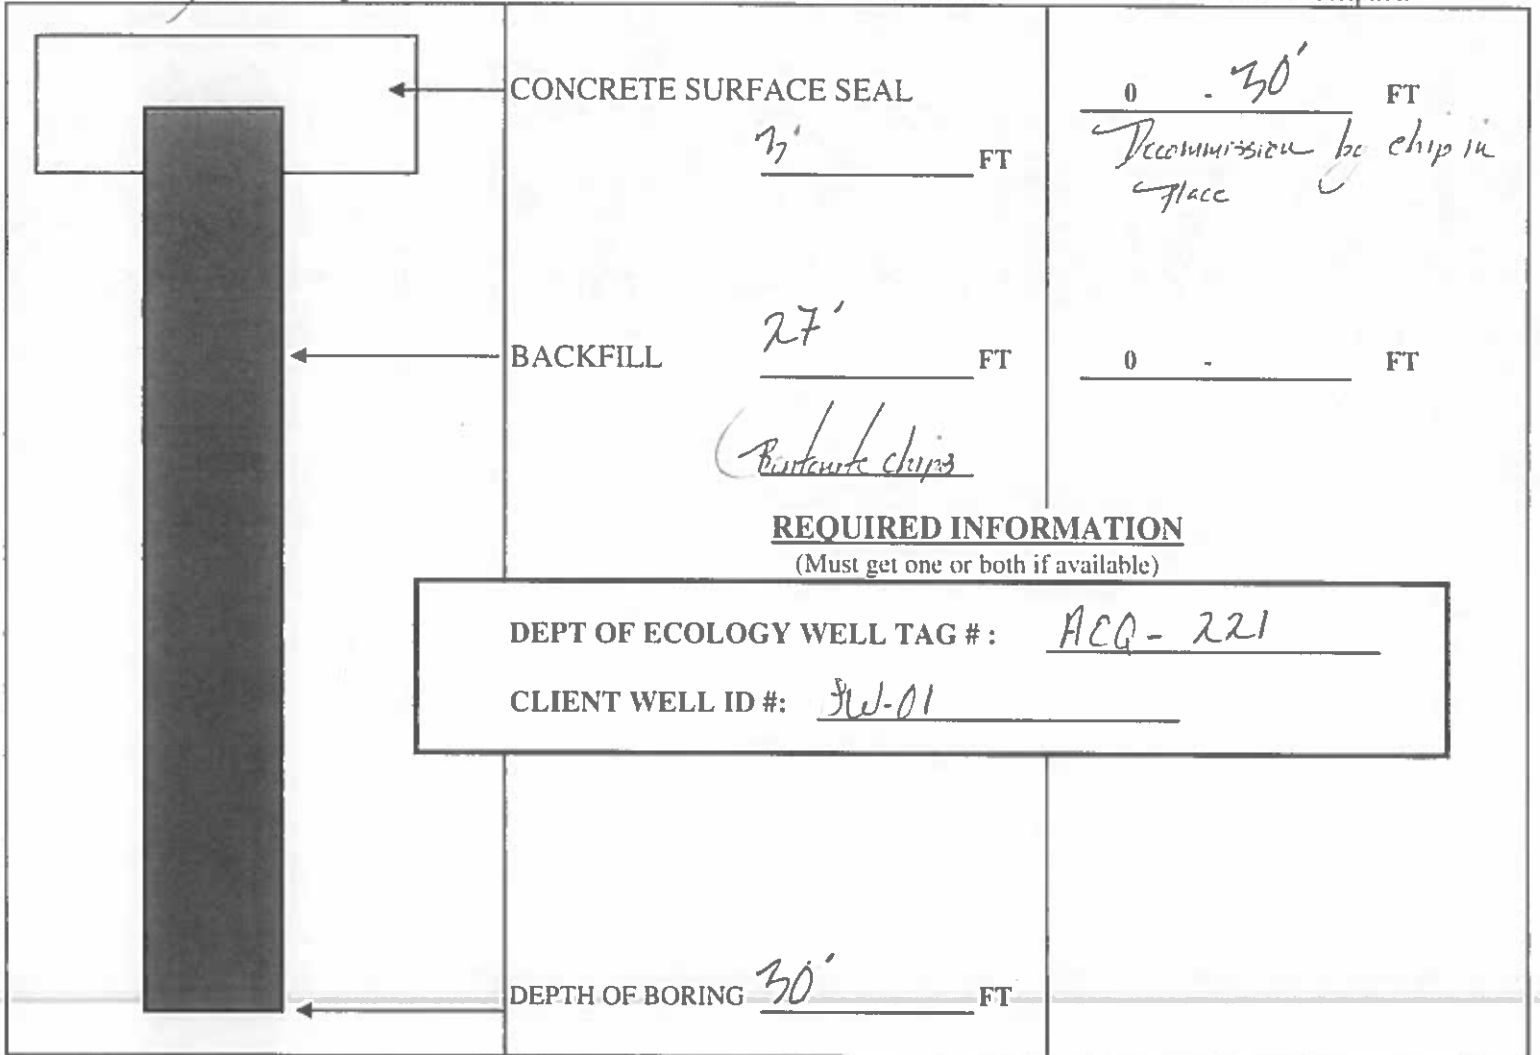 CONCRETE SURFACE SEAL
3' FT
0 - 30' FT
Decommission by chip in
place
BACKFILL
27' FT
0 - FT
Bentonite chips
REQUIRED INFORMATION
(Must get one or both if available)
DEPT OF ECOLOGY WELL TAG # : ACQ - 221
CLIENT WELL ID #: -01
DEPTH OF BORING 30' FT